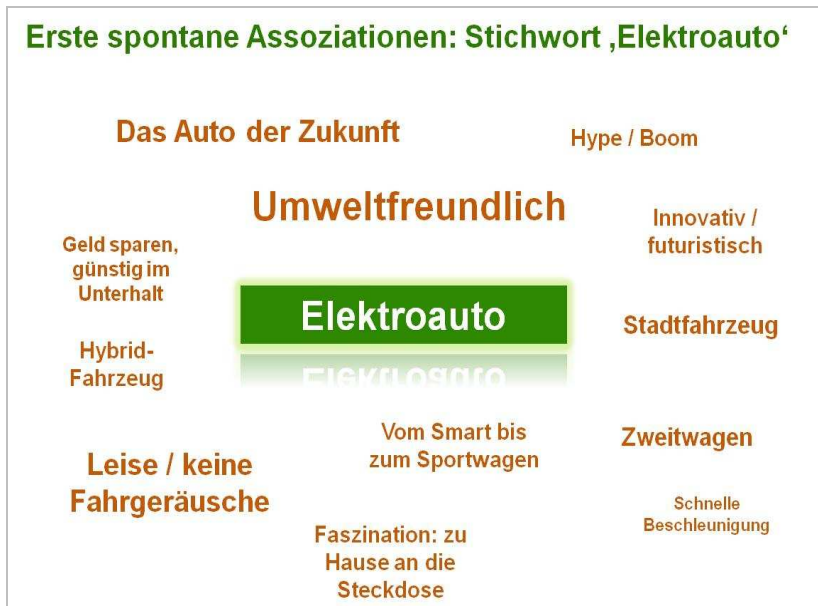 Erste spontane Assoziationen: Stichwort ‚Elektroauto‘
Das Auto der Zukunft
Hype / Boom
Umweltfreundlich
Innovativ /
futuristisch
Geld sparen,
günstig im
Unterhalt
Elektroauto
Stadtfahrzeug
Hybrid-
Fahrzeug
Vom Smart bis
zum Sportwagen
Zweitwagen
Leise / keine
Fahrgeräusche
Schnelle
Beschleunigung
Faszination: zu
Hause an die
Steckdose